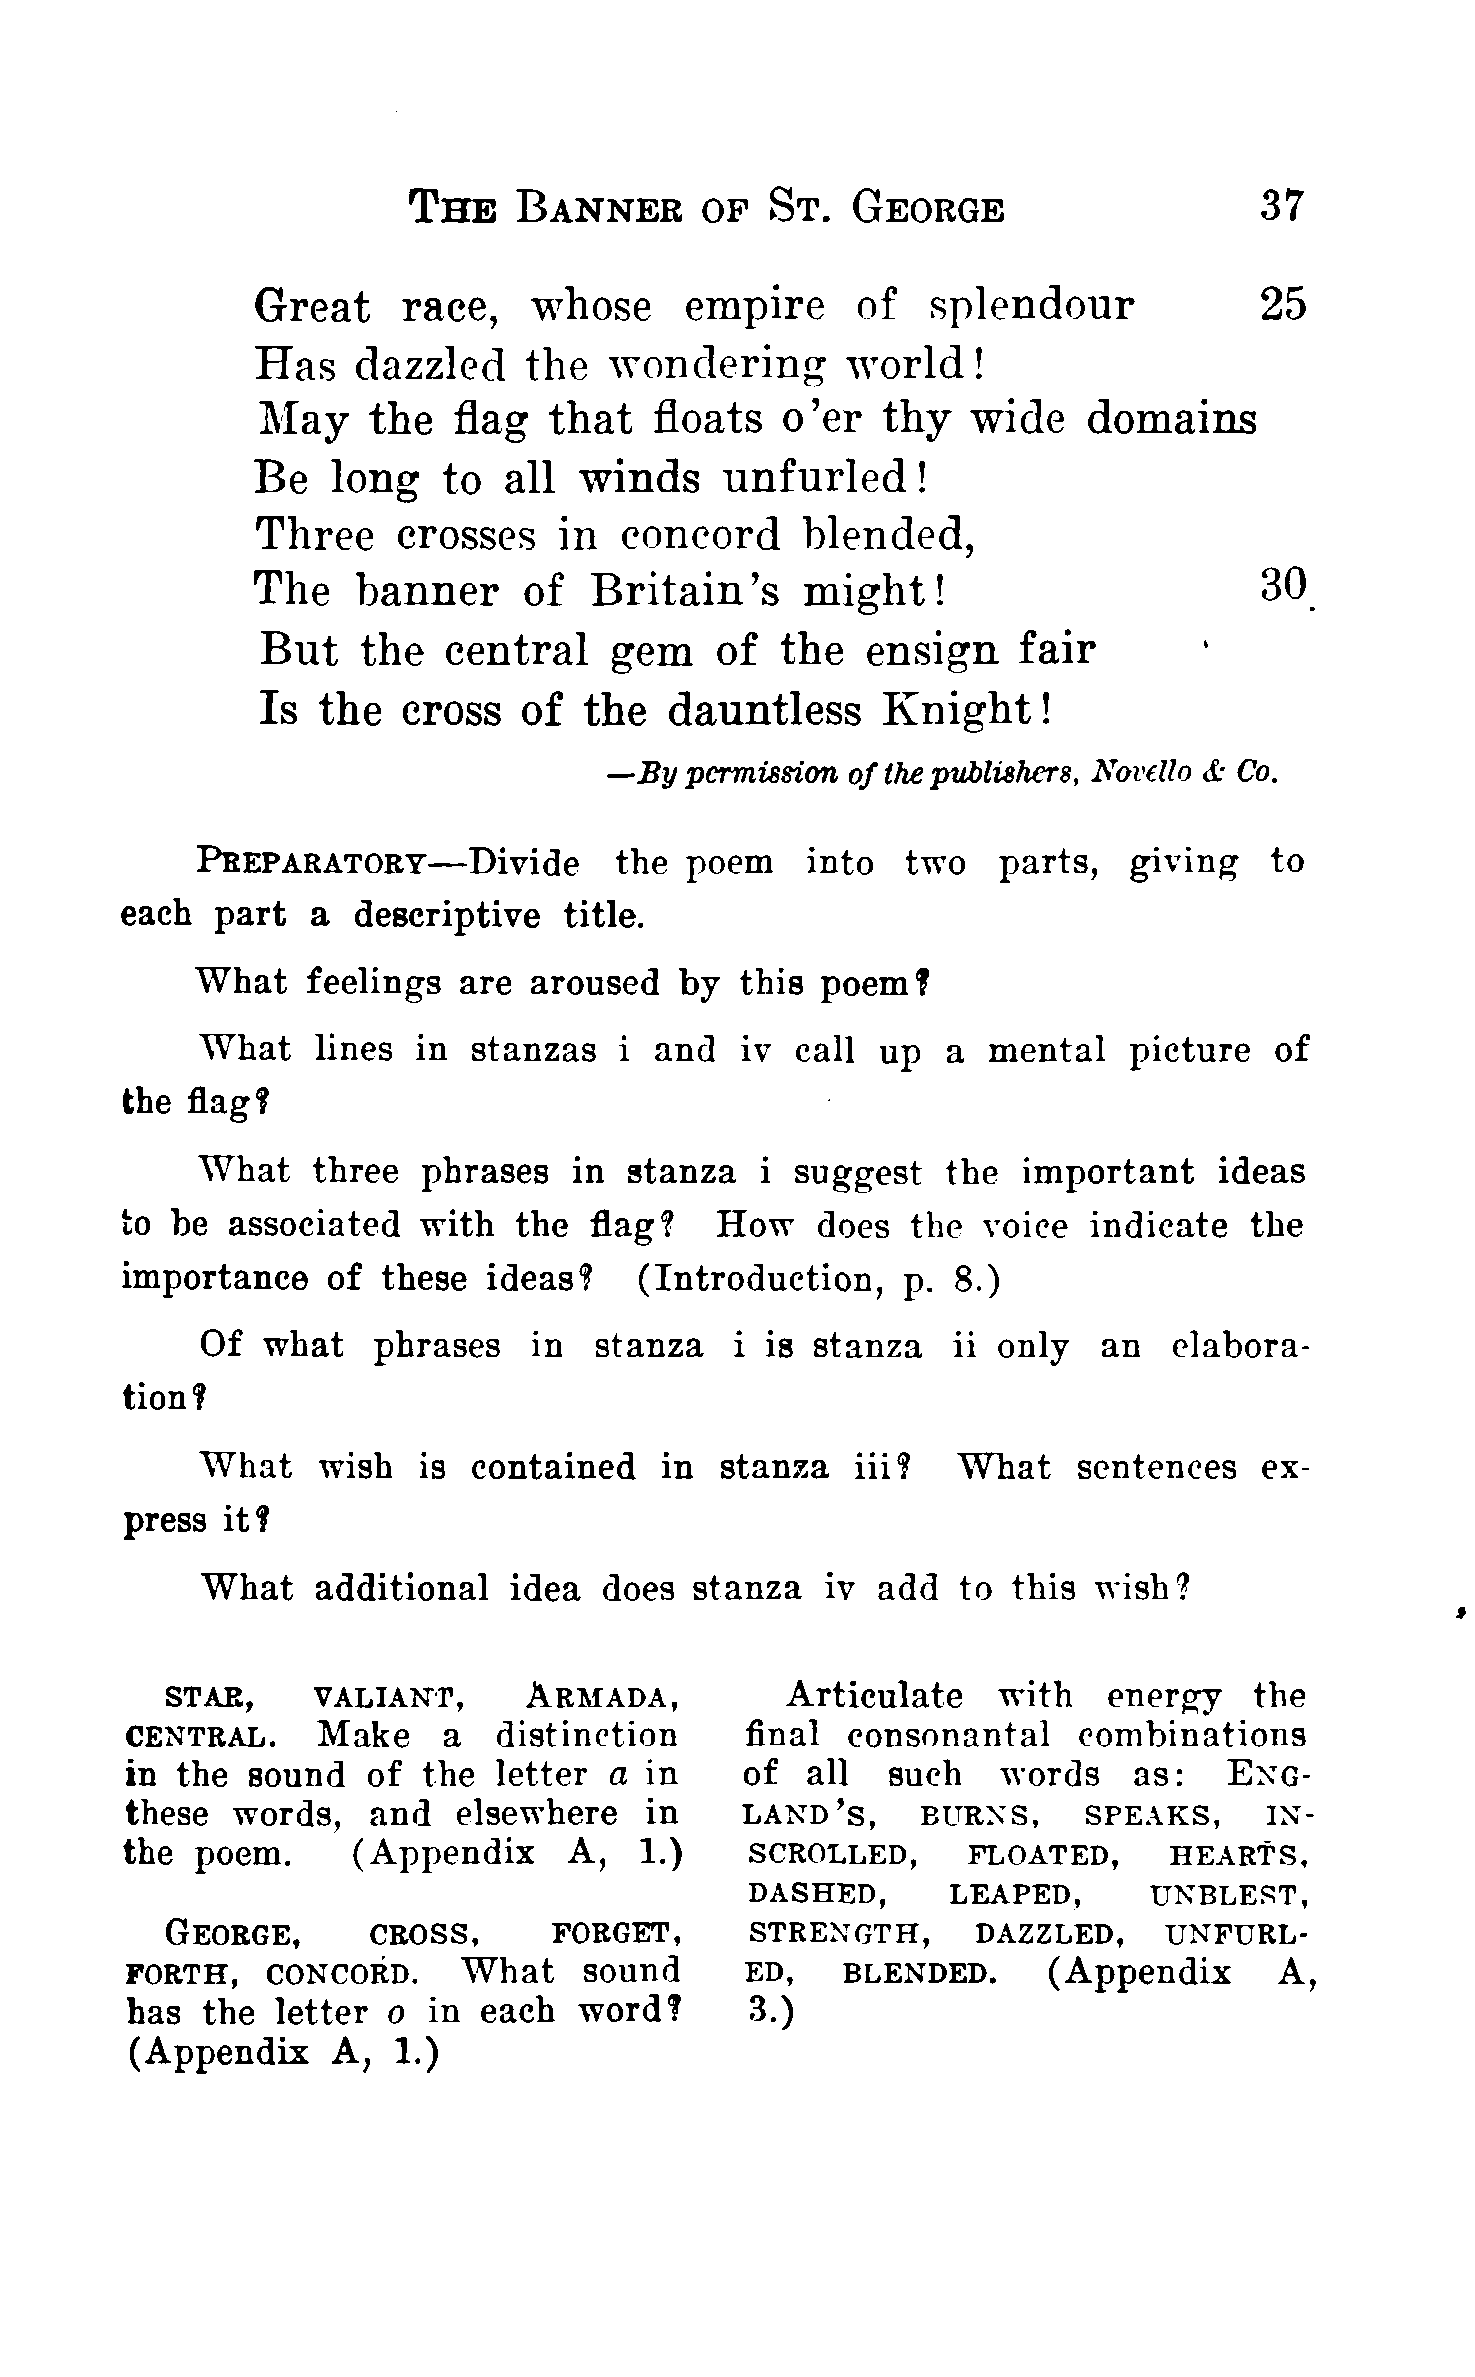 THE BANNER OF ST. GEORGE 37
Great race, whose empire of splendour 25
Has dazzled the wondering world!
May the flag that floats o'er thy wide domains
Be long to all winds unfurled!
Three crosses in concord blended,
The banner of Britain's might! 30
But the central gem of the ensign fair
Is the cross of the dauntless Knight!
—By permission of the publishers, Novello & Co.
PREPARATORY—Divide the poem into two parts, giving to
each part a descriptive title.
What feelings are aroused by this poem?
What lines in stanzas i and iv call up a mental picture of
the flag?
What three phrases in stanza i suggest the important ideas
to be associated with the flag? How does the voice indicate the
importance of these ideas? (Introduction, p. 8.)
Of what phrases in stanza i is stanza ii only an elabora-
tion?
What wish is contained in stanza iii? What sentences ex-
press it?
What additional idea does stanza iv add to this wish?
STAR, VALIANT, ARMADA,
CENTRAL. Make a distinction
in the sound of the letter a in
these words, and elsewhere in
the poem. (Appendix A, 1.)
GEORGE, CROSS, FORGET,
FORTH, CONCORD. What sound
has the letter o in each word?
(Appendix A, 1.)
Articulate with energy the
final consonantal combinations
of all such words as: ENG-
LAND'S, BURNS, SPEAKS, IN-
SCROLLED, FLOATED, HEARTS,
DASHED, LEAPED, UNBLEST,
STRENGTH, DAZZLED, UNFURL-
ED, BLENDED. (Appendix A,
3.)